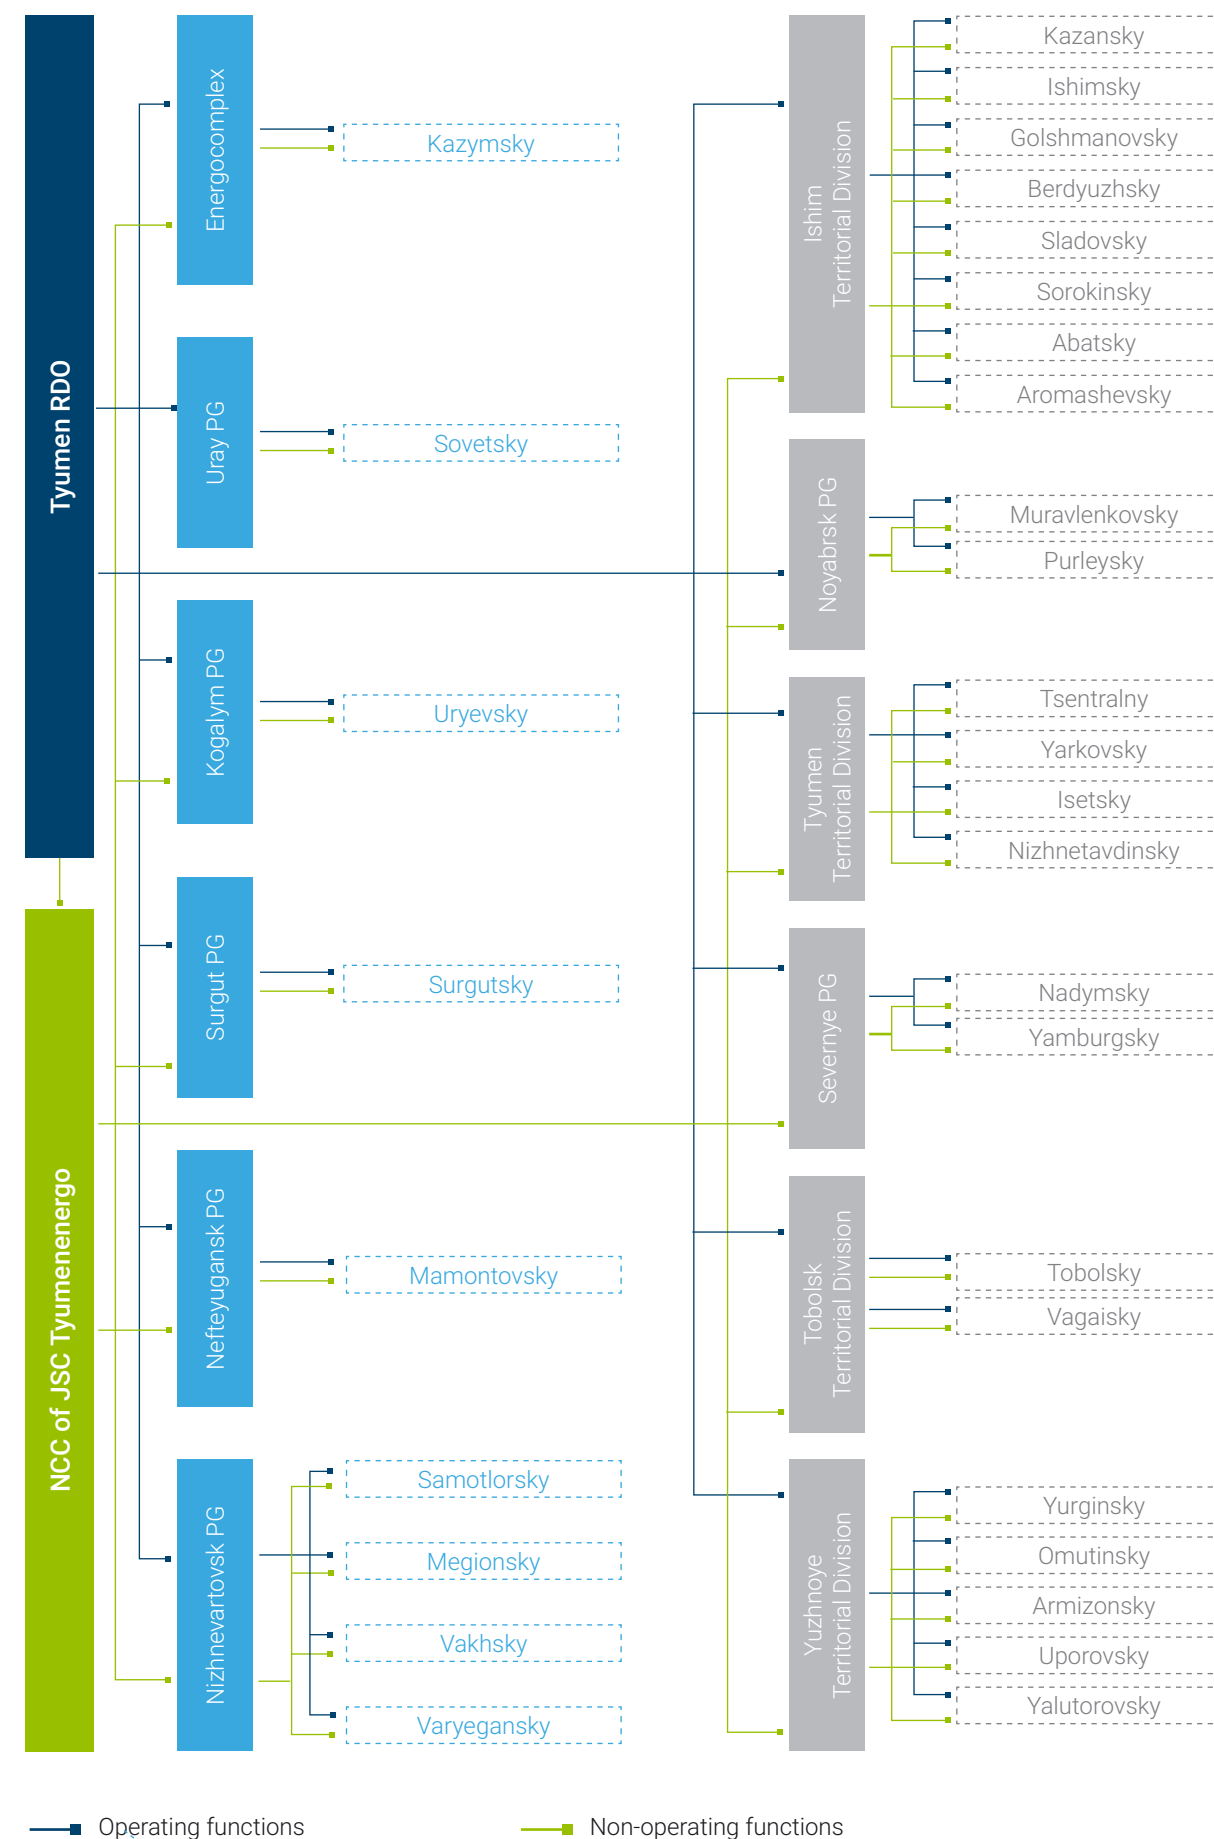 Tyumen RDO
NCC of JSC Tyumenenergo
Energocomplex
Kazymsky
Uray PG
Sovetsky
Kogalym PG
Uryevsky
Surgut PG
Surgutsky
Nefteyugansk PG
Mamontovsky
Nizhnevartovsk PG
Samotlorsky
Megionsky
Vakhsky
Varyegansky
Ishim
Territorial Division
Kazansky
Ishimsky
Golshmanovsky
Berdyuzhsky
Sladovsky
Sorokinsky
Abatsky
Aromashevsky
Noyabrsk PG
Muravlenkovsky
Purleysky
Tyumen
Territorial Division
Tsentralny
Yarkovsky
Isetsky
Nizhnetavdinsky
Severnye PG
Nadymsky
Yamburgsky
Tobolsk
Territorial Division
Tobolsky
Vagaisky
Yuzhnoye
Territorial Division
Yurginsky
Omutinsky
Armizonsky
Uporovsky
Yalutorovsky
Operating functions
Non-operating functions